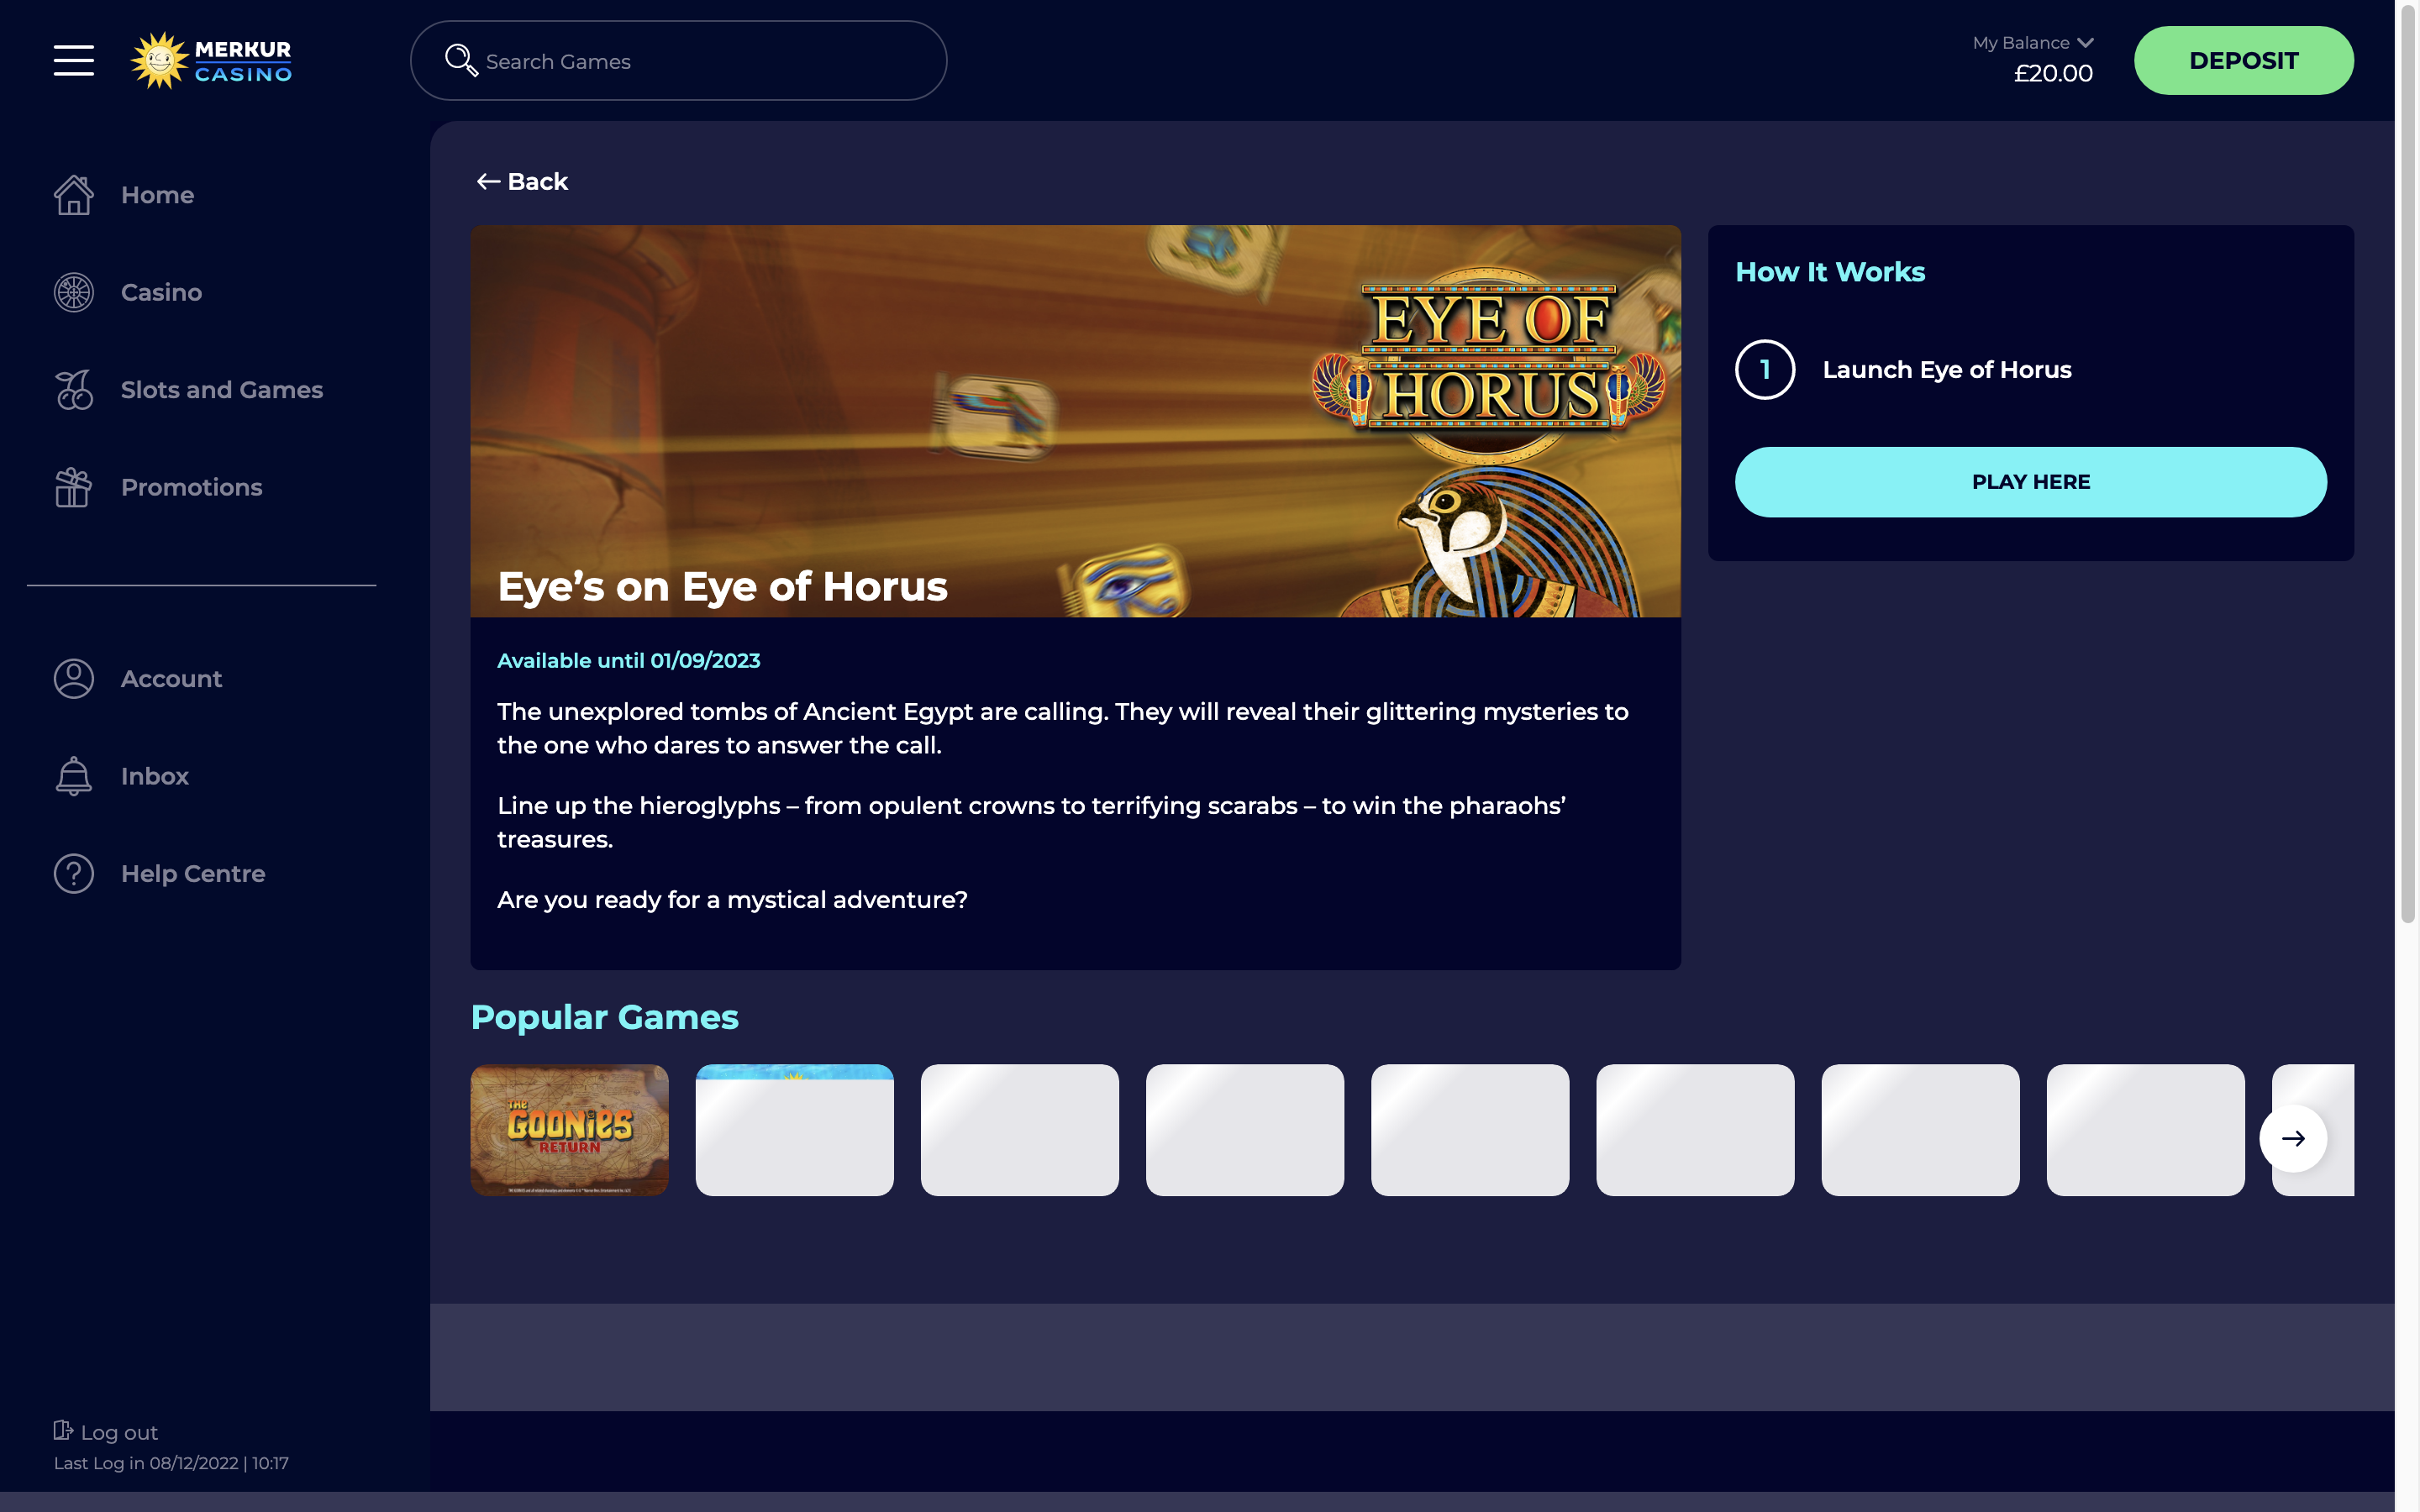 MERKUR
CASINO
Search Games
My Balance
£20.00
DEPOSIT
Home
Casino
Slots and Games
Promotions
Account
Inbox
Help Centre
Log out
Last Log in 08/12/2022 | 10:17
Back
EYE OF
HORUS
Eye’s on Eye of Horus
Available until 01/09/2023
The unexplored tombs of Ancient Egypt are calling. They will reveal their glittering mysteries to
the one who dares to answer the call.
Line up the hieroglyphs – from opulent crowns to terrifying scarabs – to win the pharaohs’
treasures.
Are you ready for a mystical adventure?
How It Works
1
Launch Eye of Horus
PLAY HERE
Popular Games
THE
GOONIES
RETURN